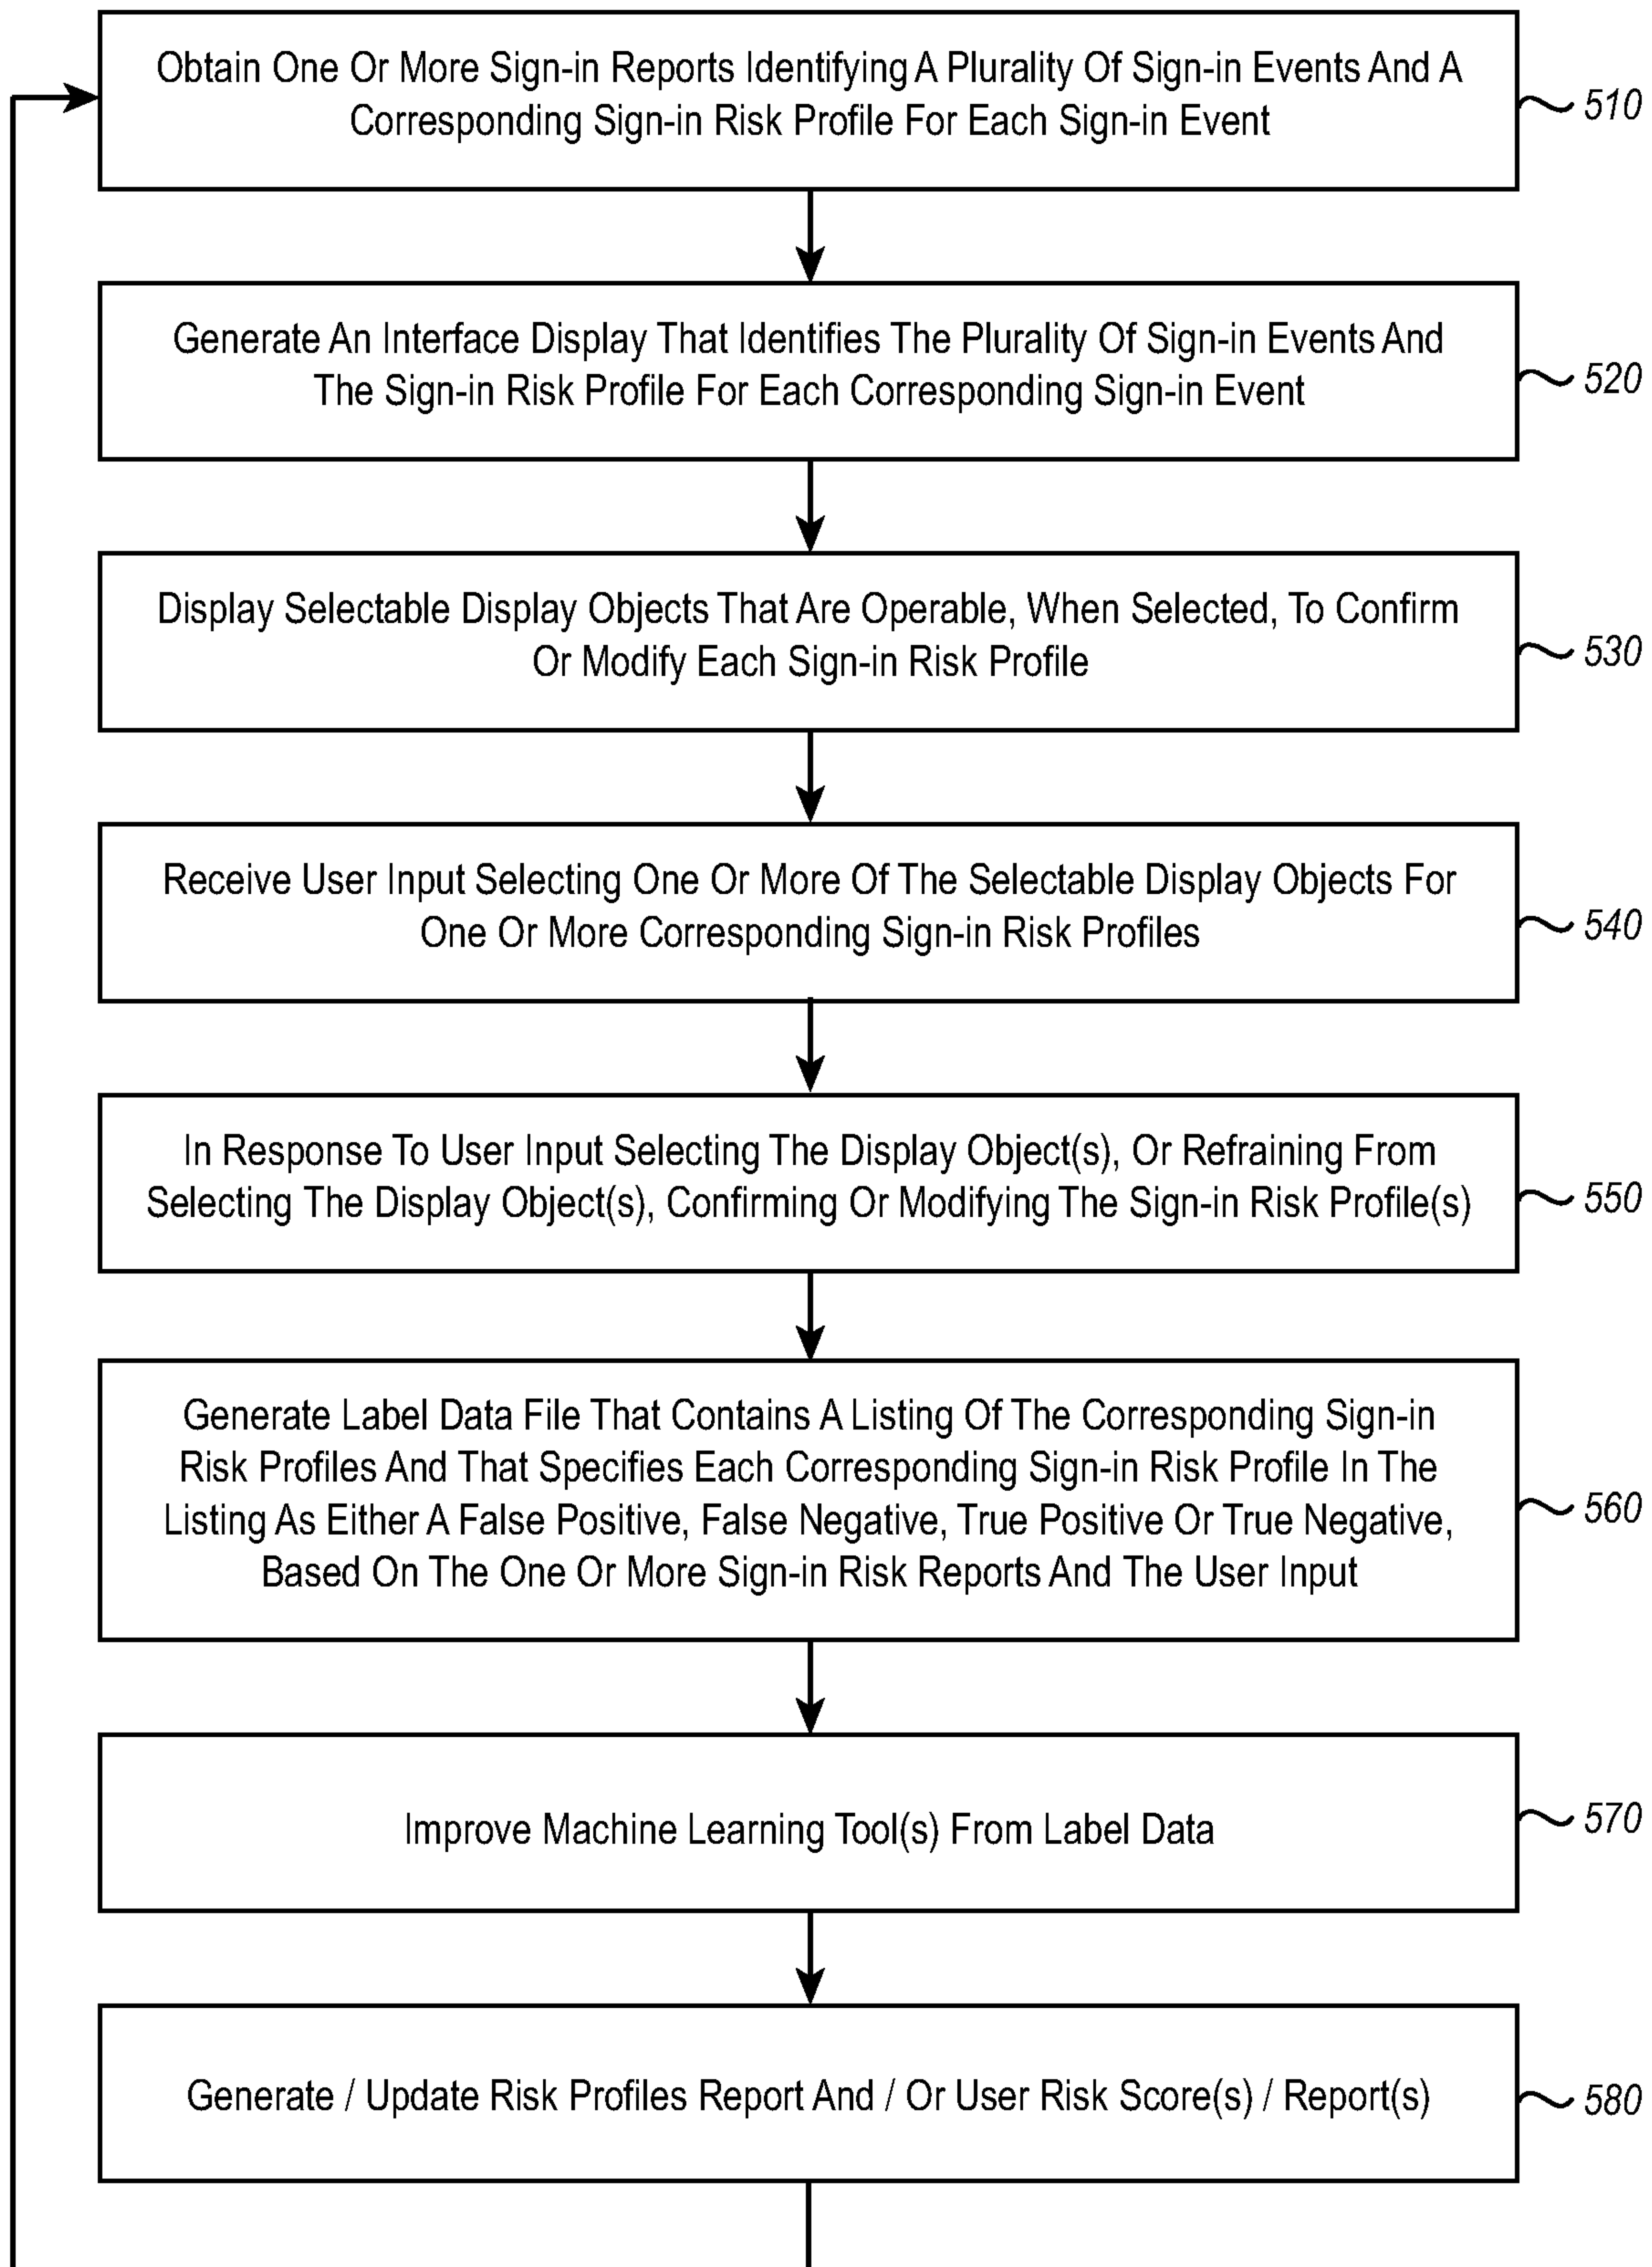 Obtain One Or More Sign-in Reports Identifying A Plurality Of Sign-in Events And A
Corresponding Sign-in Risk Profile For Each Sign-in Event
510
Generate An Interface Display That Identifies The Plurality Of Sign-in Events And
The Sign-in Risk Profile For Each Corresponding Sign-in Event
520
Display Selectable Display Objects That Are Operable, When Selected, To Confirm
Or Modify Each Sign-in Risk Profile
530
Receive User Input Selecting One Or More Of The Selectable Display Objects For
One Or More Corresponding Sign-in Risk Profiles
540
In Response To User Input Selecting The Display Object(s), Or Refraining From
Selecting The Display Object(s), Confirming Or Modifying The Sign-in Risk Profile(s)
550
Generate Label Data File That Contains A Listing Of The Corresponding Sign-in
Risk Profiles And That Specifies Each Corresponding Sign-in Risk Profile In The
Listing As Either A False Positive, False Negative, True Positive Or True Negative,
Based On The One Or More Sign-in Risk Reports And The User Input
560
Improve Machine Learning Tool(s) From Label Data
570
Generate / Update Risk Profiles Report And / Or User Risk Score(s) / Report(s)
580